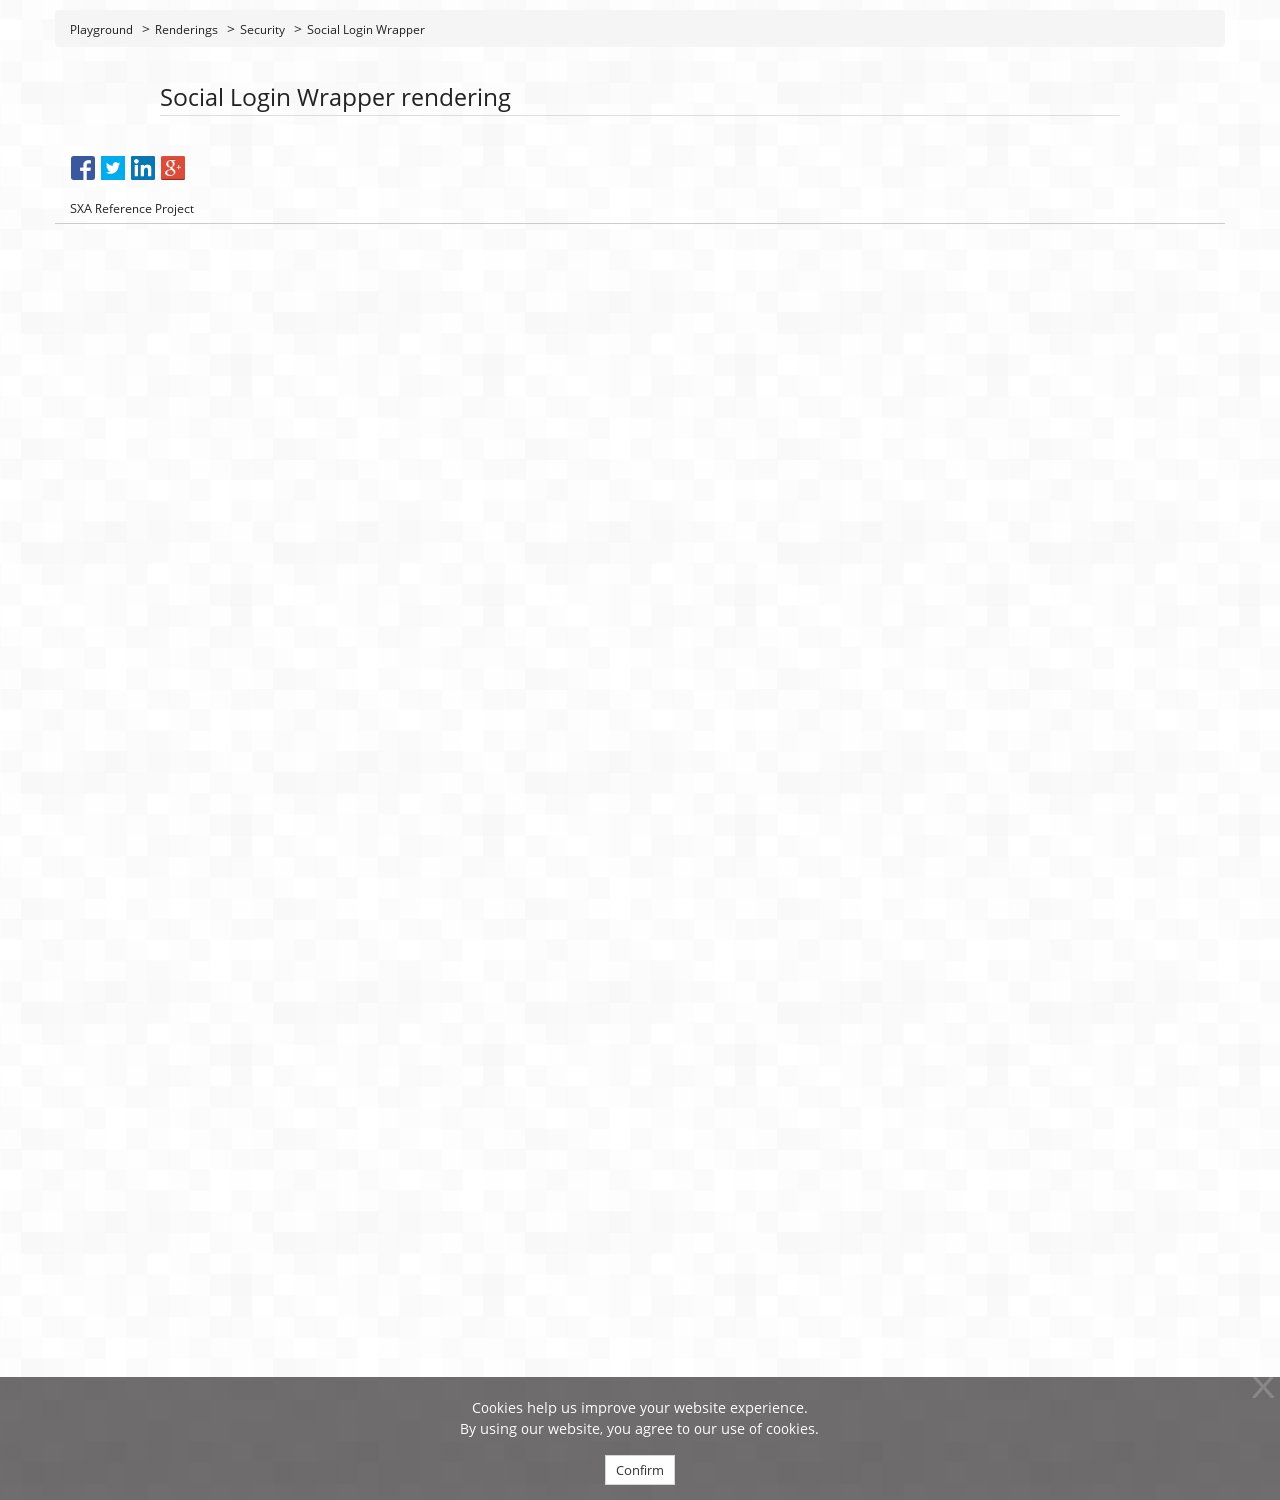 Playground > Renderings > Security > Social Login Wrapper
Social Login Wrapper rendering
SXA Reference Project
Cookies help us improve your website experience.
By using our website, you agree to our use of cookies.
Confirm